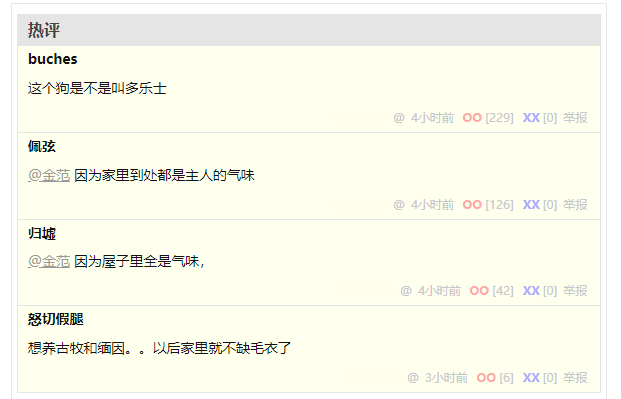 热评
buches
这个狗是不是叫多乐士
@ 4小时前 OO [229] XX [0] 举报
佩弦
@金范 因为家里到处都是主人的气味
@ 4小时前 OO [126] XX [0] 举报
归墟
@金范 因为屋子里全是气味，
@ 4小时前 OO [42] XX [0] 举报
怒切假腿
想养古牧和缅因。。以后家里就不缺毛衣了
@ 3小时前 OO [6] XX [0] 举报